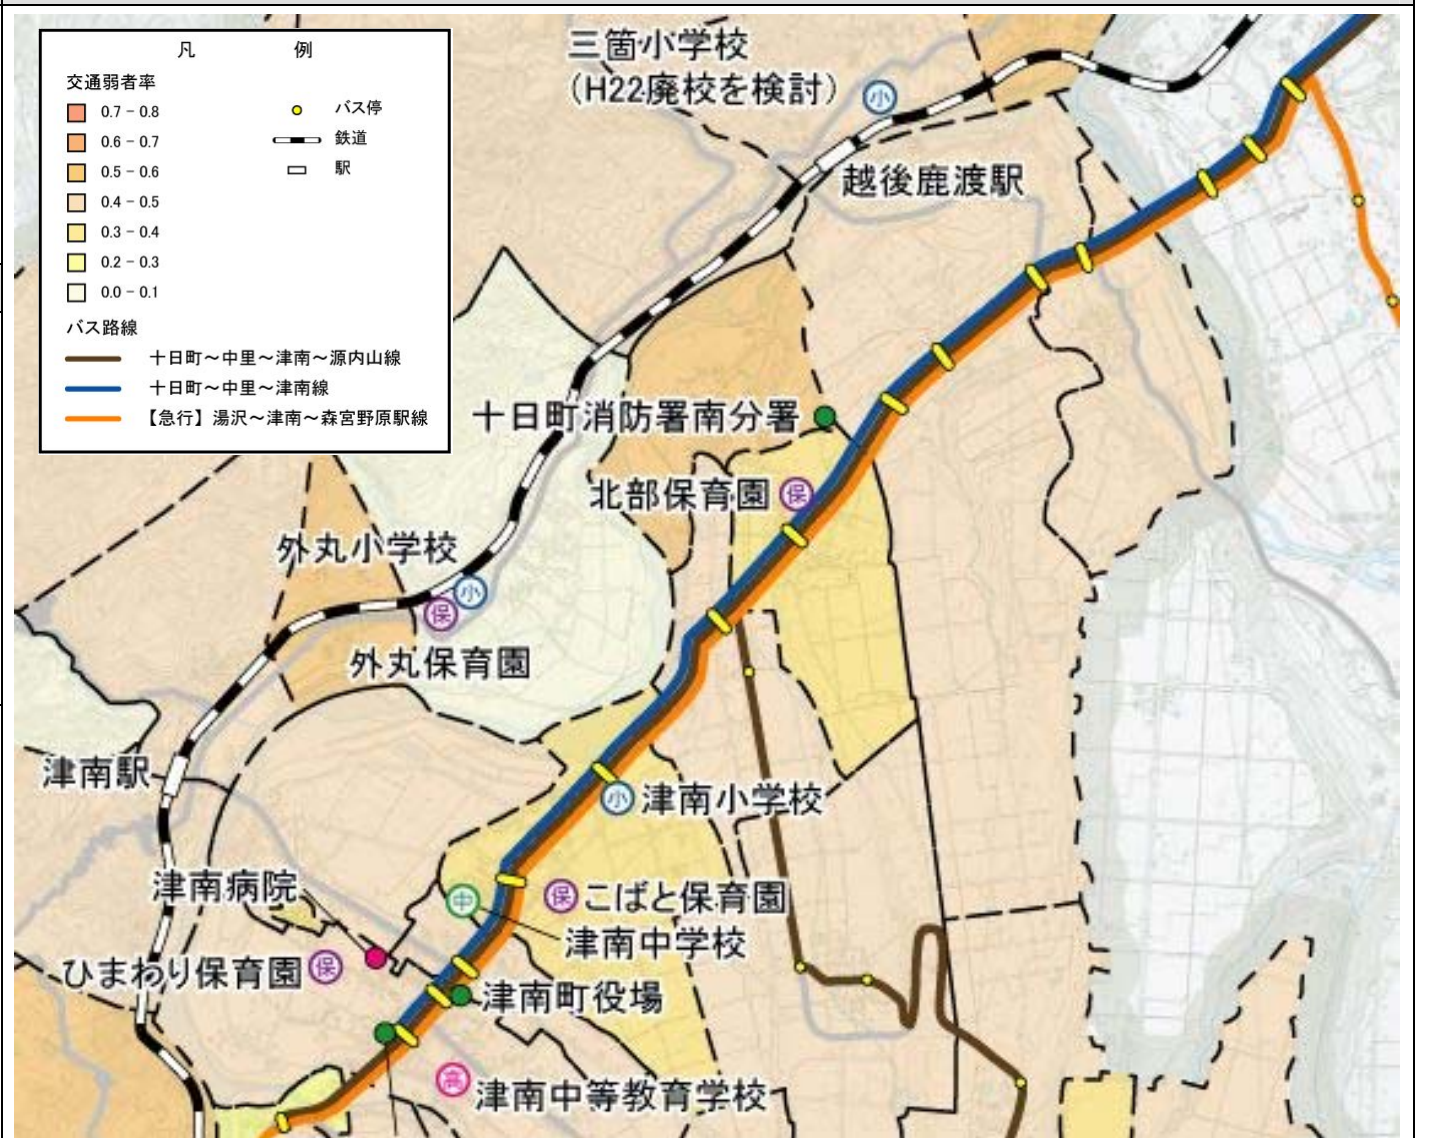 凡 例
交通弱者率
0.7 - 0.8
0.6 - 0.7
0.5 - 0.6
0.4 - 0.5
0.3 - 0.4
0.2 - 0.3
0.0 - 0.1
バス停
鉄道
駅
バス路線
十日町～中里～津南～源内山線
十日町～中里～津南線
【急行】湯沢～津南～森宮野原駅線
三箇小学校
(H22廃校を検討)
小
越後鹿渡駅
十日町消防署南分署
北部保育園 保
外丸小学校
小
保
外丸保育園
津南駅
小 津南小学校
津南病院
中
保 こばと保育園
津南中学校
ひまわり保育園 保
津南町役場
高
津南中等教育学校